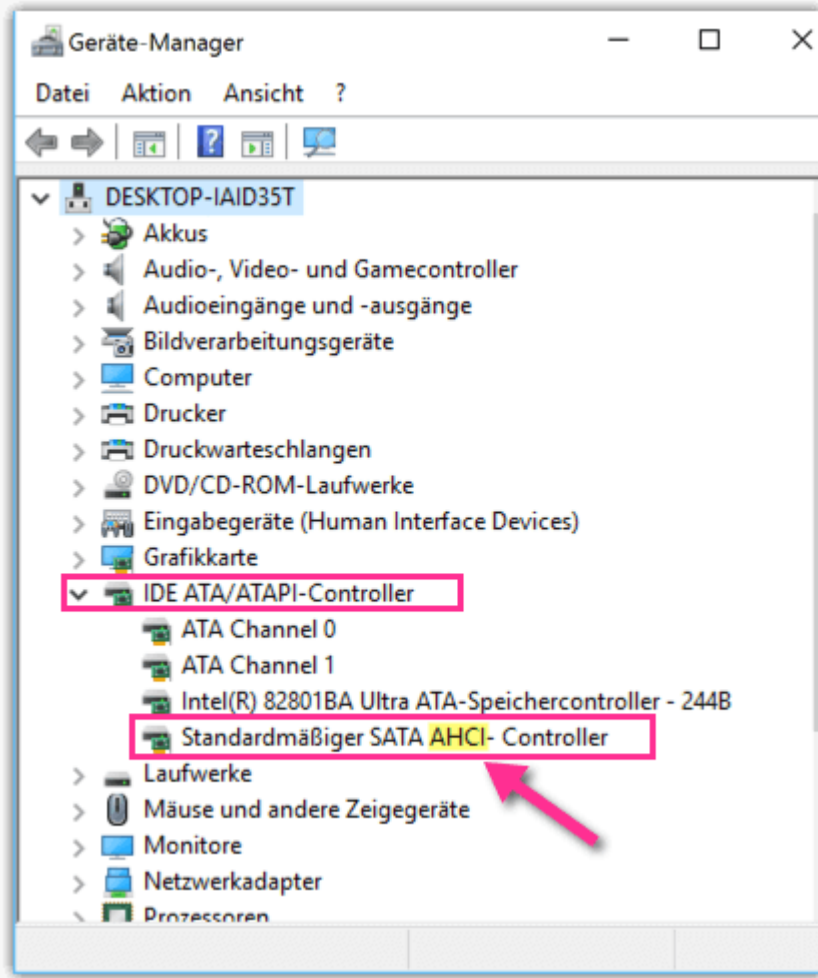 Geräte-Manager
Datei Aktion Ansicht ?
DESKTOP-IAID35T
Akkus
Audio-, Video- und Gamecontroller
Audioeingänge und -ausgänge
Bildverarbeitungsgeräte
Computer
Drucker
Druckwarteschlangen
DVD/CD-ROM-Laufwerke
Eingabegeräte (Human Interface Devices)
Grafikkarte
IDE ATA/ATAPI-Controller
ATA Channel 0
ATA Channel 1
Intel(R) 82801BA Ultra ATA-Speichercontroller - 244B
Standardmäßiger SATA AHCI- Controller
Laufwerke
Mäuse und andere Zeigegeräte
Monitore
Netzwerkadapter
Prozessoren